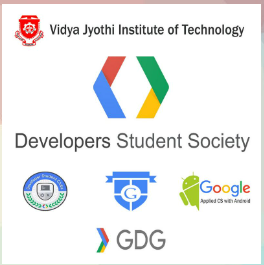 Vidya Jyothi Institute of Technology
Developers Student Society
G
Google
Applied CS with Android
GDG